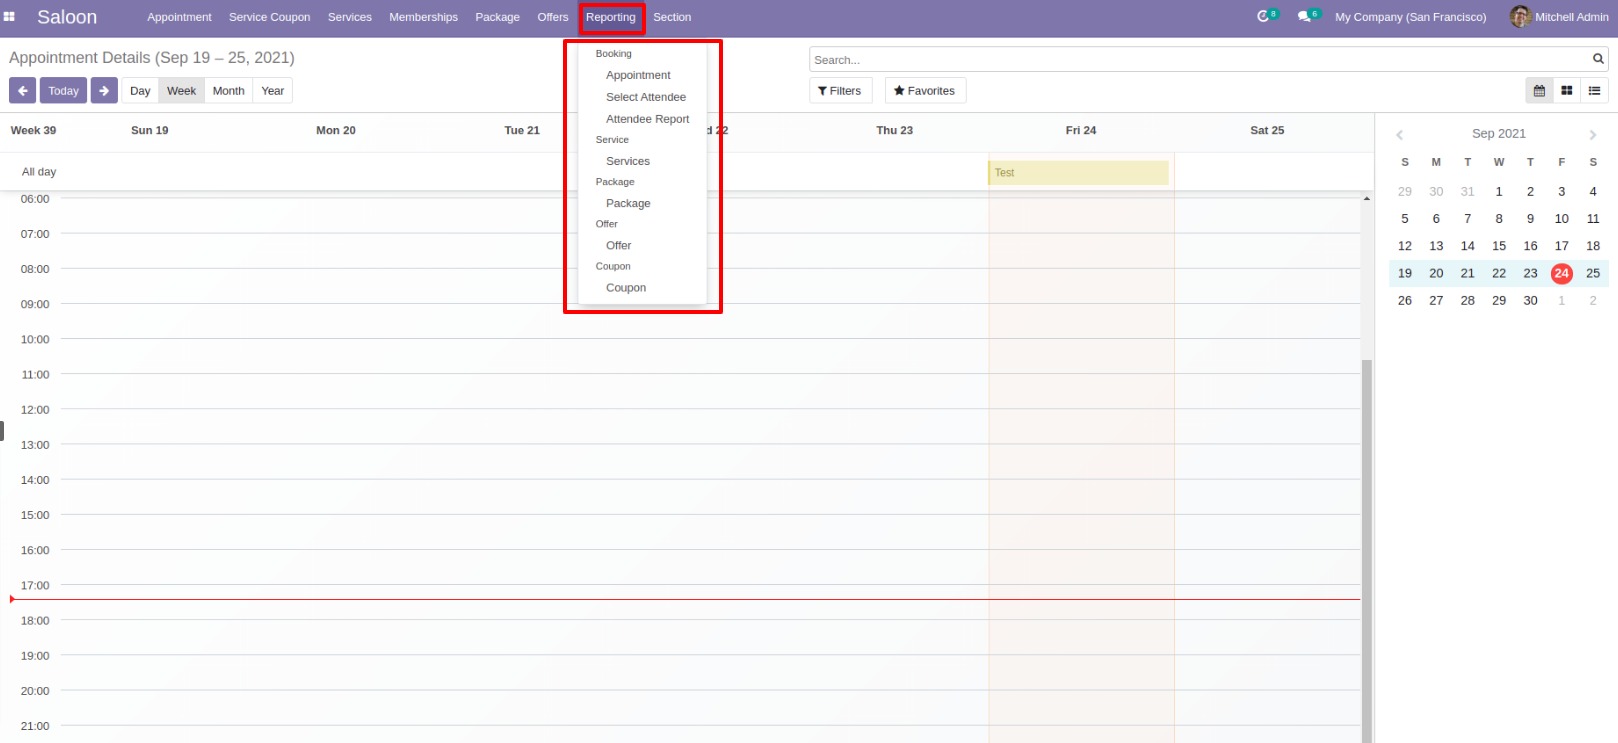 Saloon Appointment Service Coupon Services Memberships Package Offers Reporting Section 8 6 My Company (San Francisco) Mitchell Admin
Appointment Details (Sep 19 – 25, 2021)
Search...
Today Day Week Month Year
Filters Favorites
Booking
Appointment
Select Attendee
Attendee Report
Service
Services
Package
Package
Offer
Offer
Coupon
Coupon
Week 39 Sun 19 Mon 20 Tue 21 d 22 Thu 23 Fri 24 Sat 25
All day Test
06:00
07:00
08:00
09:00
10:00
11:00
12:00
13:00
14:00
15:00
16:00
17:00
18:00
19:00
20:00
21:00
Sep 2021
S M T W T F S
29 30 31 1 2 3 4
5 6 7 8 9 10 11
12 13 14 15 16 17 18
19 20 21 22 23 24 25
26 27 28 29 30 1 2